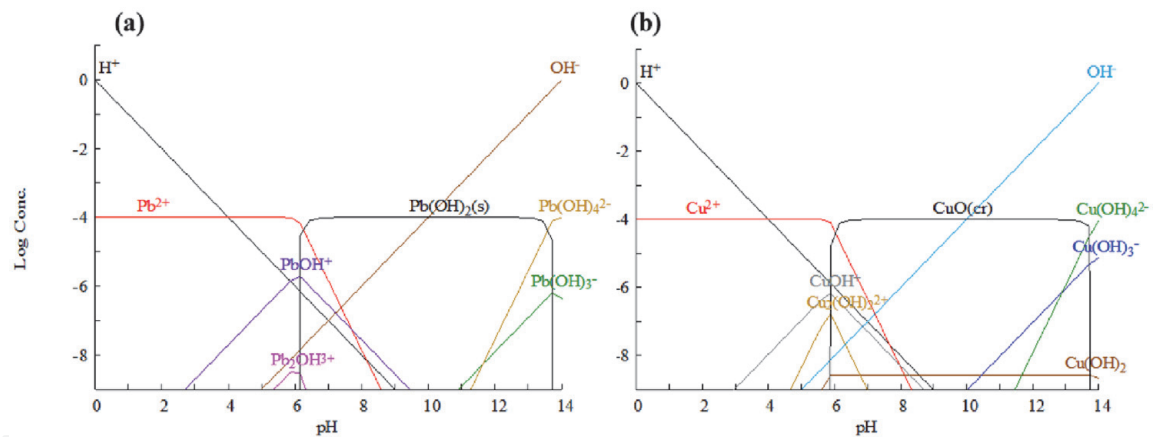 (a)
(b)
Log Conc.
H⁺
OH⁻
0
-2
-4
-6
-8
Pb²⁺
Pb(OH)₂(s)
Pb(OH)₄²⁻
PbOH⁺
Pb(OH)₃⁻
Pb₂OH³⁺
0 2 4 6 8 10 12 14
pH
H⁺
OH⁻
0
-2
-4
-6
-8
Cu²⁺
CuO(cr)
Cu(OH)₄²⁻
Cu(OH)₃⁻
CuOH⁺
Cu₂(OH)₂²⁺
Cu(OH)₂
0 2 4 6 8 10 12 14
pH